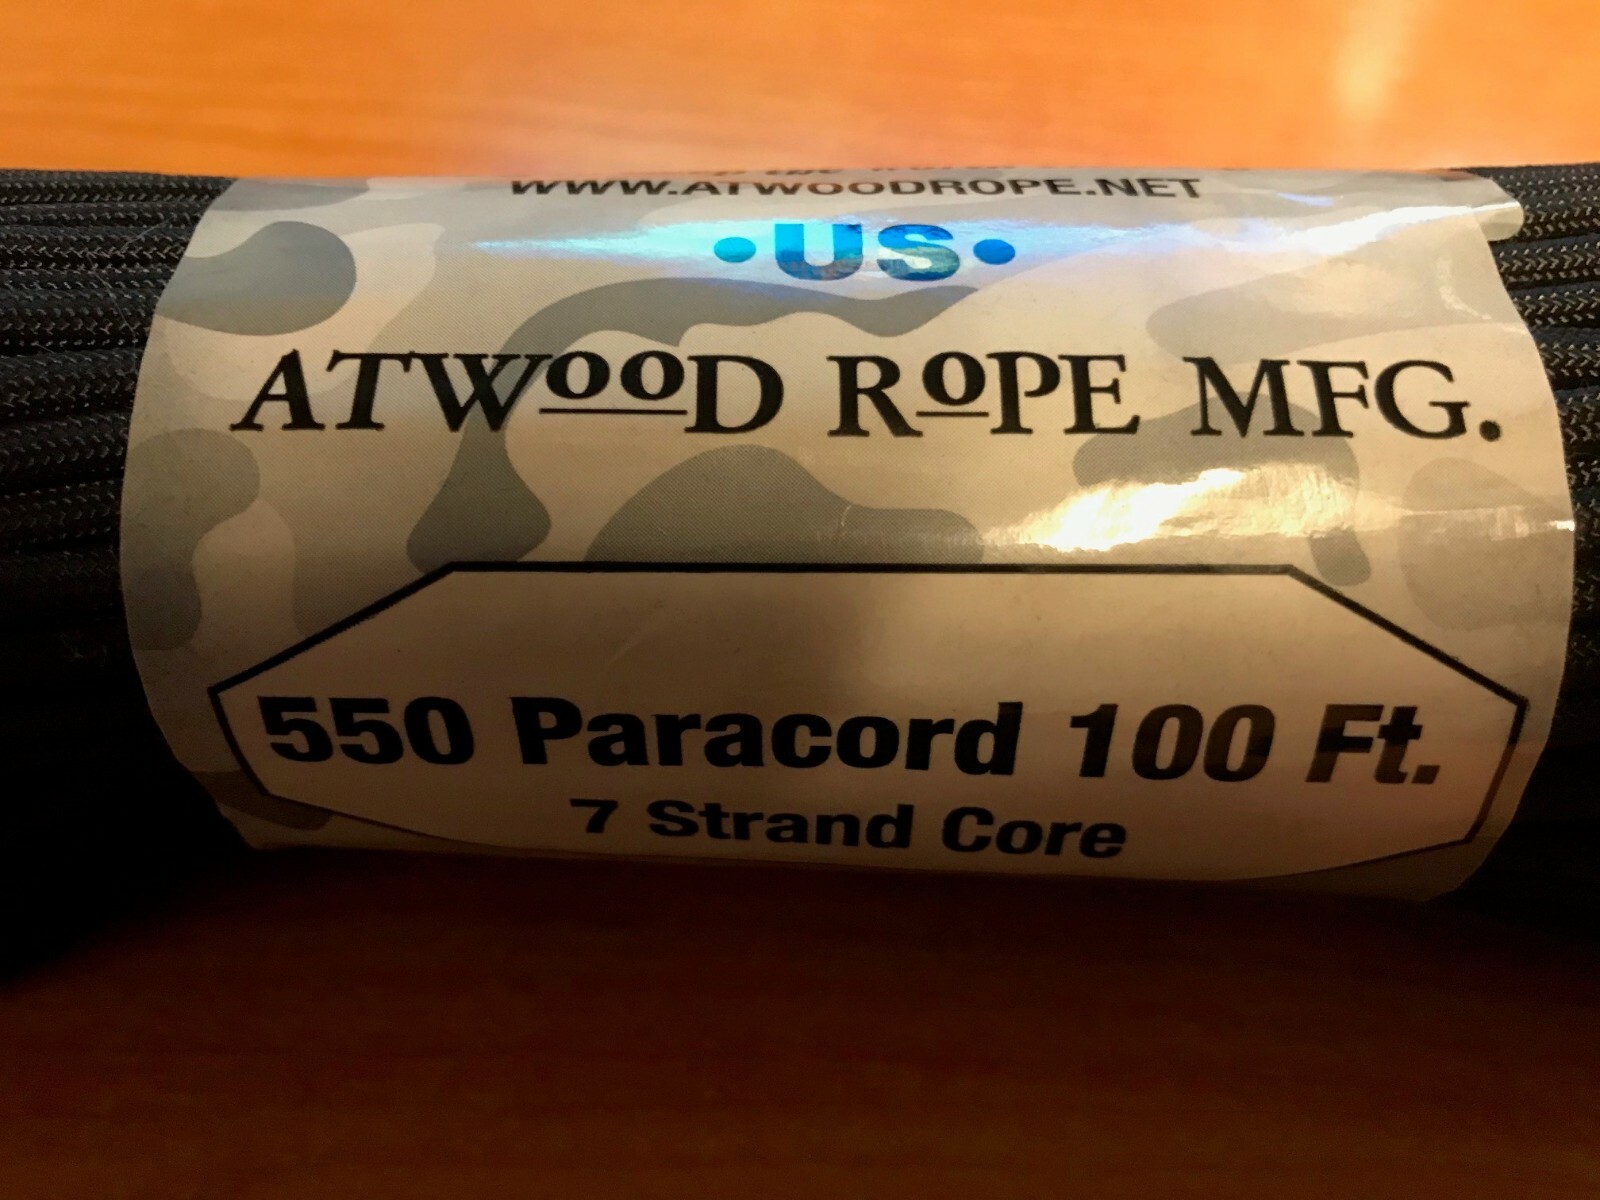 WWW.ATWOODROPE.NET
•US•
ATWOOD ROPE MFG.
550 Paracord 100 Ft.
7 Strand Core